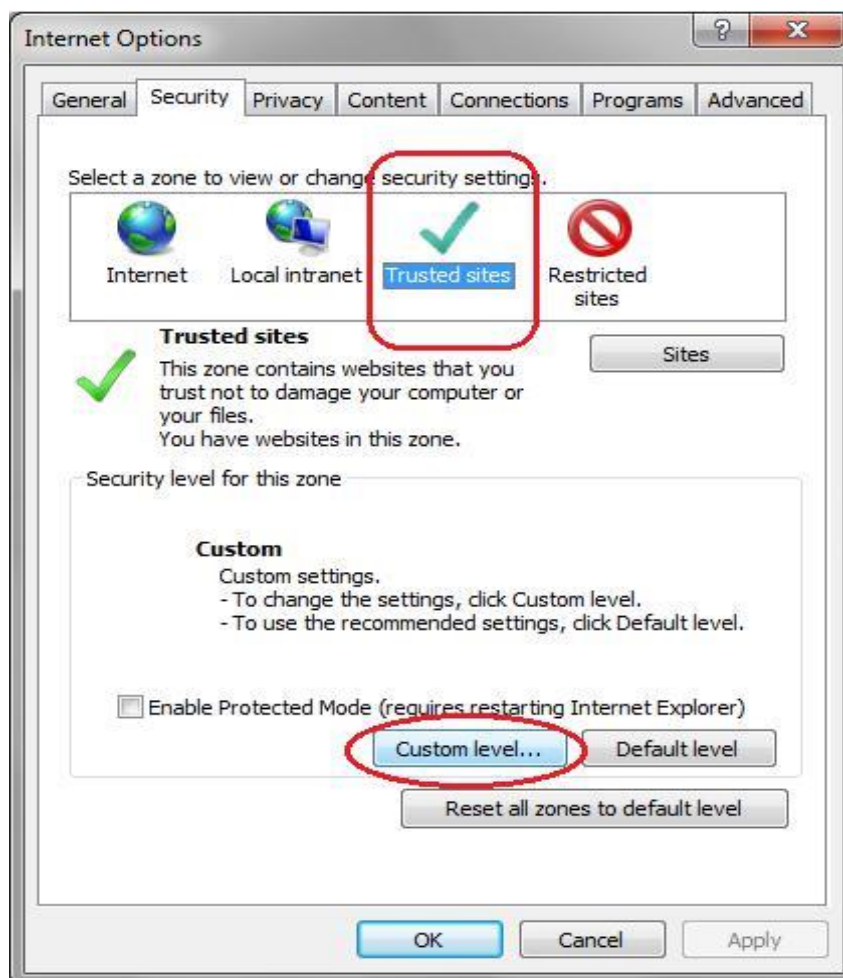 Internet Options
?
X
General Security Privacy Content Connections Programs Advanced
Select a zone to view or change security settings.
Internet Local intranet Trusted sites Restricted
sites
Trusted sites
Sites
This zone contains websites that you
trust not to damage your computer or
your files.
You have websites in this zone.
Security level for this zone
Custom
Custom settings.
- To change the settings, click Custom level.
- To use the recommended settings, click Default level.
Enable Protected Mode (requires restarting Internet Explorer)
Custom level... Default level
Reset all zones to default level
OK Cancel Apply